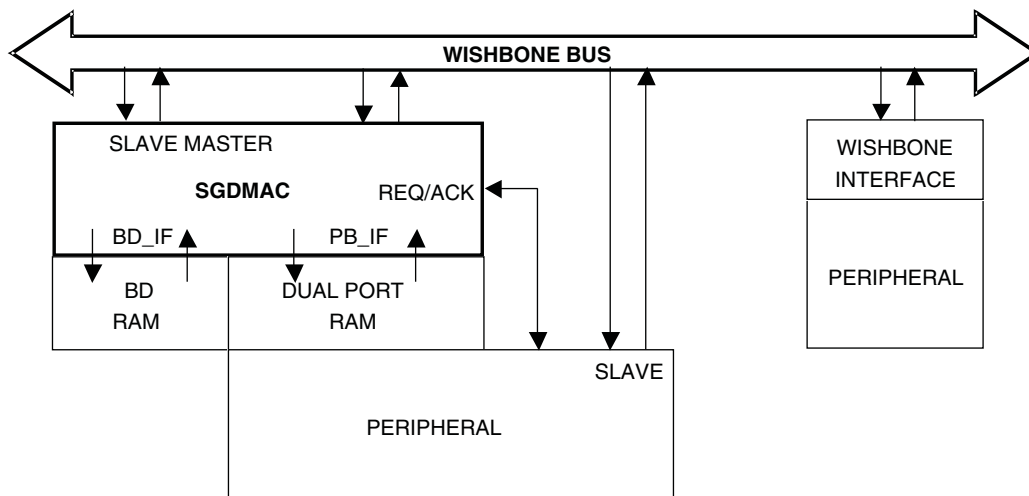 WISHBONE BUS
SLAVE MASTER
SGDMAC
REQ/ACK
BD_IF
PB_IF
BD
RAM
DUAL PORT
RAM
SLAVE
PERIPHERAL
WISHBONE
INTERFACE
PERIPHERAL